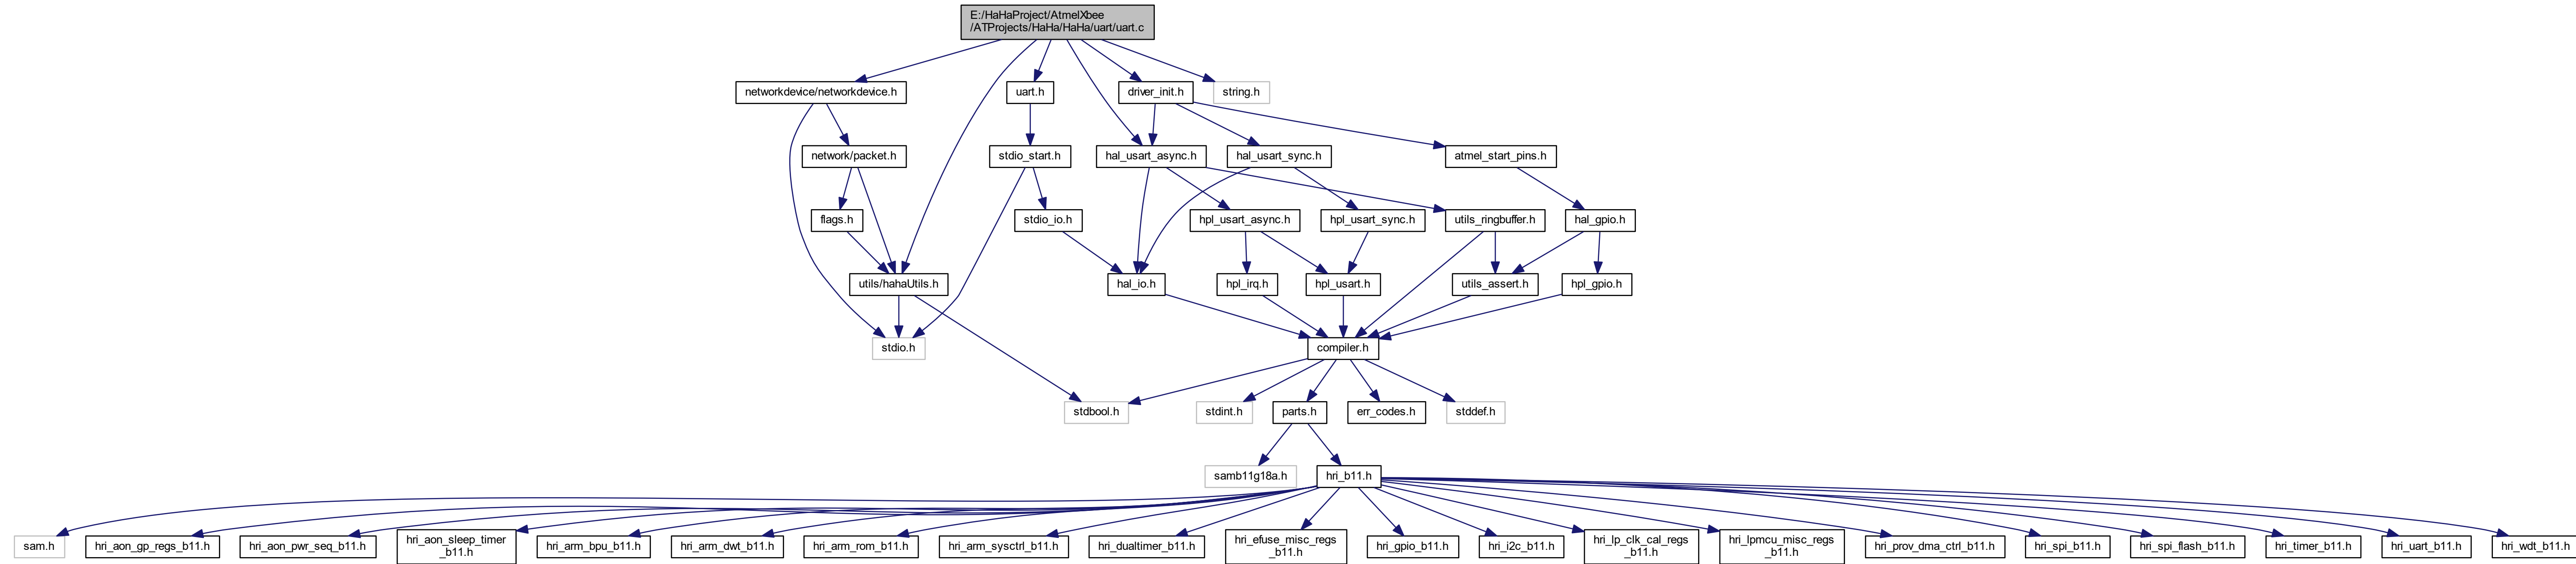 E:/HaHaProject/AtmelXbee
/ATProjects/HaHa/HaHa/uart/uart.c
networkdevice/networkdevice.h
uart.h
driver_init.h
string.h
network/packet.h
stdio_start.h
hal_usart_async.h
hal_usart_sync.h
atmel_start_pins.h
flags.h
stdio_io.h
hpl_usart_async.h
hpl_usart_sync.h
utils_ringbuffer.h
hal_gpio.h
utils/hahaUtils.h
hal_io.h
hpl_irq.h
hpl_usart.h
utils_assert.h
hpl_gpio.h
stdio.h
compiler.h
stdbool.h
stdint.h
parts.h
err_codes.h
stddef.h
samb11g18a.h
hri_b11.h
sam.h
hri_aon_gp_regs_b11.h
hri_aon_pwr_seq_b11.h
hri_aon_sleep_timer
_b11.h
hri_arm_bpu_b11.h
hri_arm_dwt_b11.h
hri_arm_rom_b11.h
hri_arm_sysctrl_b11.h
hri_dualtimer_b11.h
hri_efuse_misc_regs
_b11.h
hri_gpio_b11.h
hri_i2c_b11.h
hri_lp_clk_cal_regs
_b11.h
hri_lpmcu_misc_regs
_b11.h
hri_prov_dma_ctrl_b11.h
hri_spi_b11.h
hri_spi_flash_b11.h
hri_timer_b11.h
hri_uart_b11.h
hri_wdt_b11.h